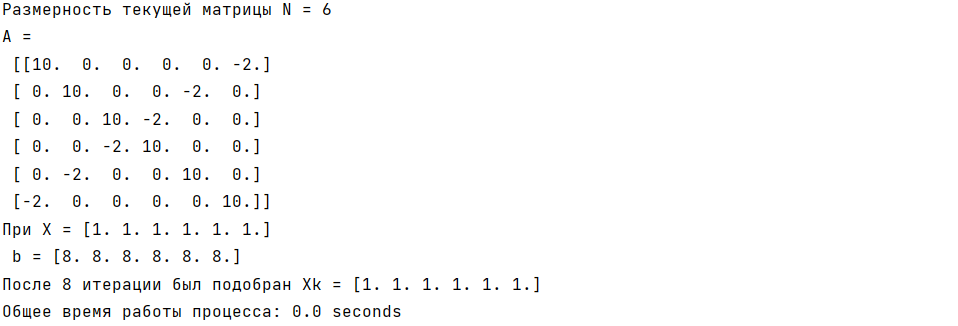 Размерность текущей матрицы N = 6
A =
[[10.  0.  0.  0.  0. -2.]
[ 0. 10.  0.  0. -2.  0.]
[ 0.  0. 10. -2.  0.  0.]
[ 0.  0. -2. 10.  0.  0.]
[ 0. -2.  0.  0. 10.  0.]
[-2.  0.  0.  0.  0. 10.]]
При X = [1. 1. 1. 1. 1. 1.]
b = [8. 8. 8. 8. 8. 8.]
После 8 итерации был подобран Xk = [1. 1. 1. 1. 1. 1.]
Общее время работы процесса: 0.0 seconds